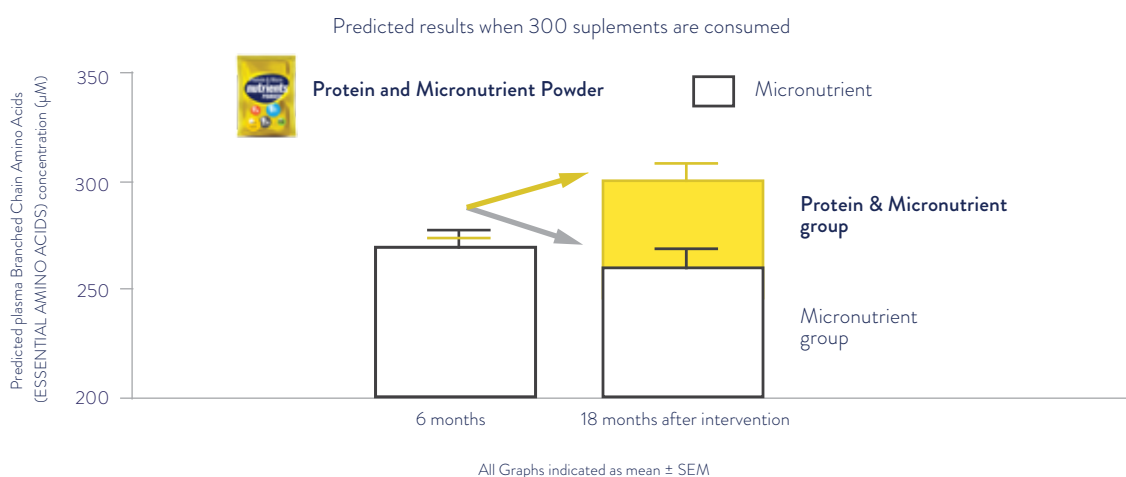 Predicted results when 300 suplements are consumed
Predicted plasma Branched Chain Amino Acids
(ESSENTIAL AMINO ACIDS) concentration (µM)
350
300
250
200
nutrients
Protein and Micronutrient Powder
Micronutrient
Protein & Micronutrient
group
Micronutrient
group
6 months
18 months after intervention
All Graphs indicated as mean ± SEM